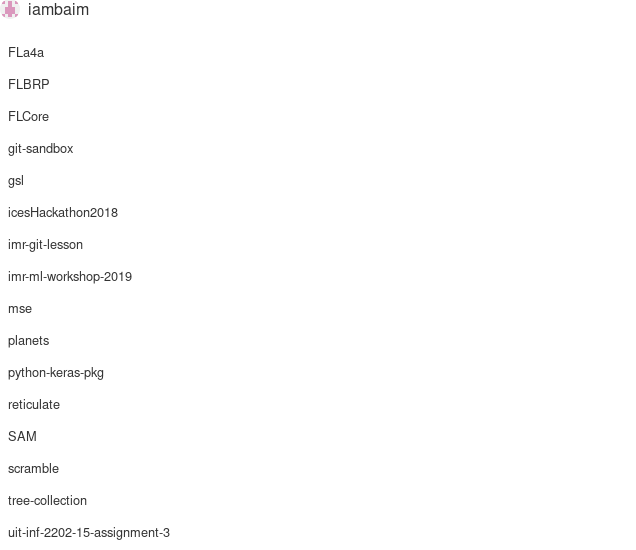 iambaim
FLa4a
FLBRP
FLCore
git-sandbox
gsl
icesHackathon2018
imr-git-lesson
imr-ml-workshop-2019
mse
planets
python-keras-pkg
reticulate
SAM
scramble
tree-collection
uit-inf-2202-15-assignment-3